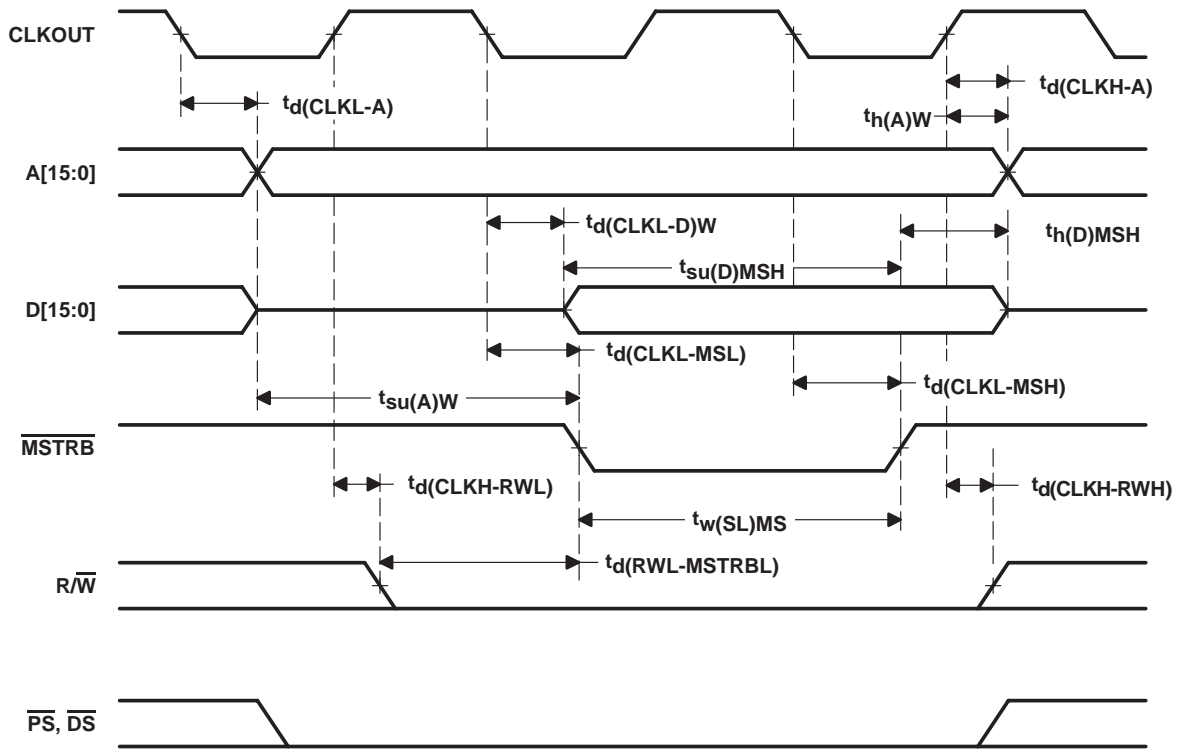 CLKOUT
td(CLKL-A)
td(CLKH-A)
th(A)W
A[15:0]
td(CLKL-D)W
th(D)MSH
tsu(D)MSH
D[15:0]
td(CLKL-MSL)
td(CLKL-MSH)
tsu(A)W
MSTRB
td(CLKH-RWL)
td(CLKH-RWH)
tw(SL)MS
td(RWL-MSTRBL)
R/W
PS, DS